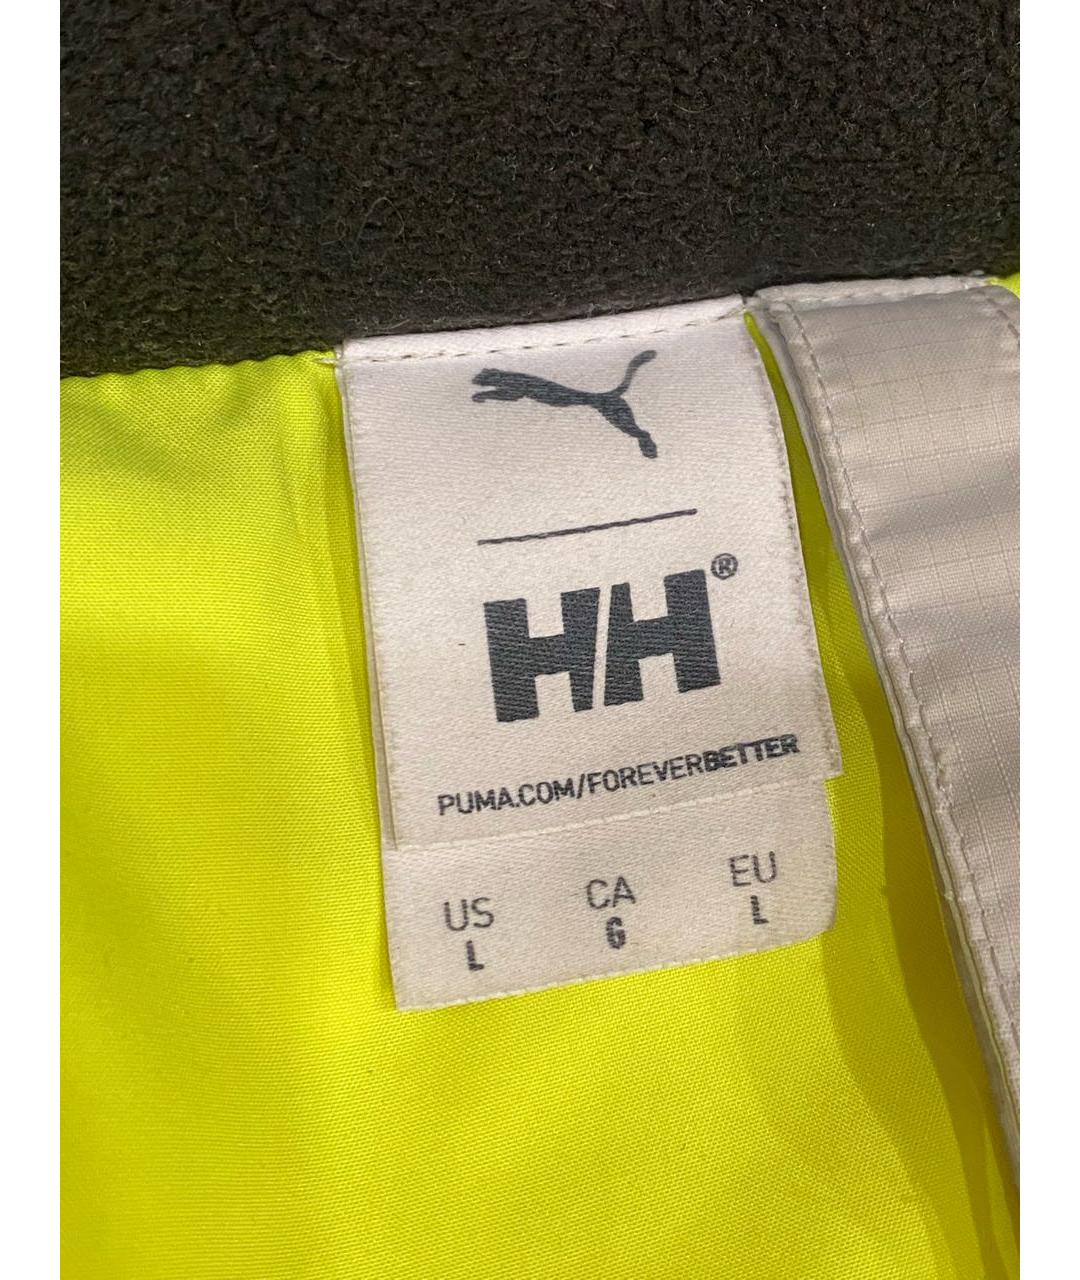 HH®
PUMA.COM/FOREVERBETTER
US CA EU
L G L